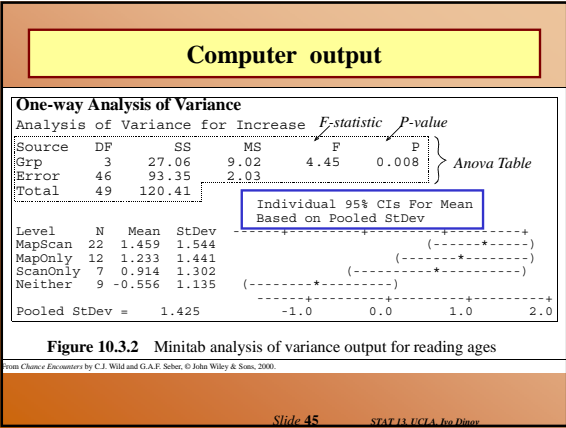 Computer output
One-way Analysis of Variance
Analysis of Variance for Increase F-statistic P-value
Source DF SS MS F P
Grp 3 27.06 9.02 4.45 0.008
Error 46 93.35 2.03
Total 49 120.41
Anova Table
Individual 95% CIs For Mean
Based on Pooled StDev
Level N Mean StDev ------+---------+---------+---------+
MapScan 22 1.459 1.544 (------*-----)
MapOnly 12 1.233 1.441 (-------*--------)
ScanOnly 7 0.914 1.302 (----------*----------)
Neither 9 -0.556 1.135 (--------*---------)
------+---------+---------+---------+
Pooled StDev = 1.425 -1.0 0.0 1.0 2.0
Figure 10.3.2 Minitab analysis of variance output for reading ages
From Chance Encounters by C.J. Wild and G.A.F. Seber, © John Wiley & Sons, 2000.
Slide 45 STAT 13, UCLA, Ivo Dinov